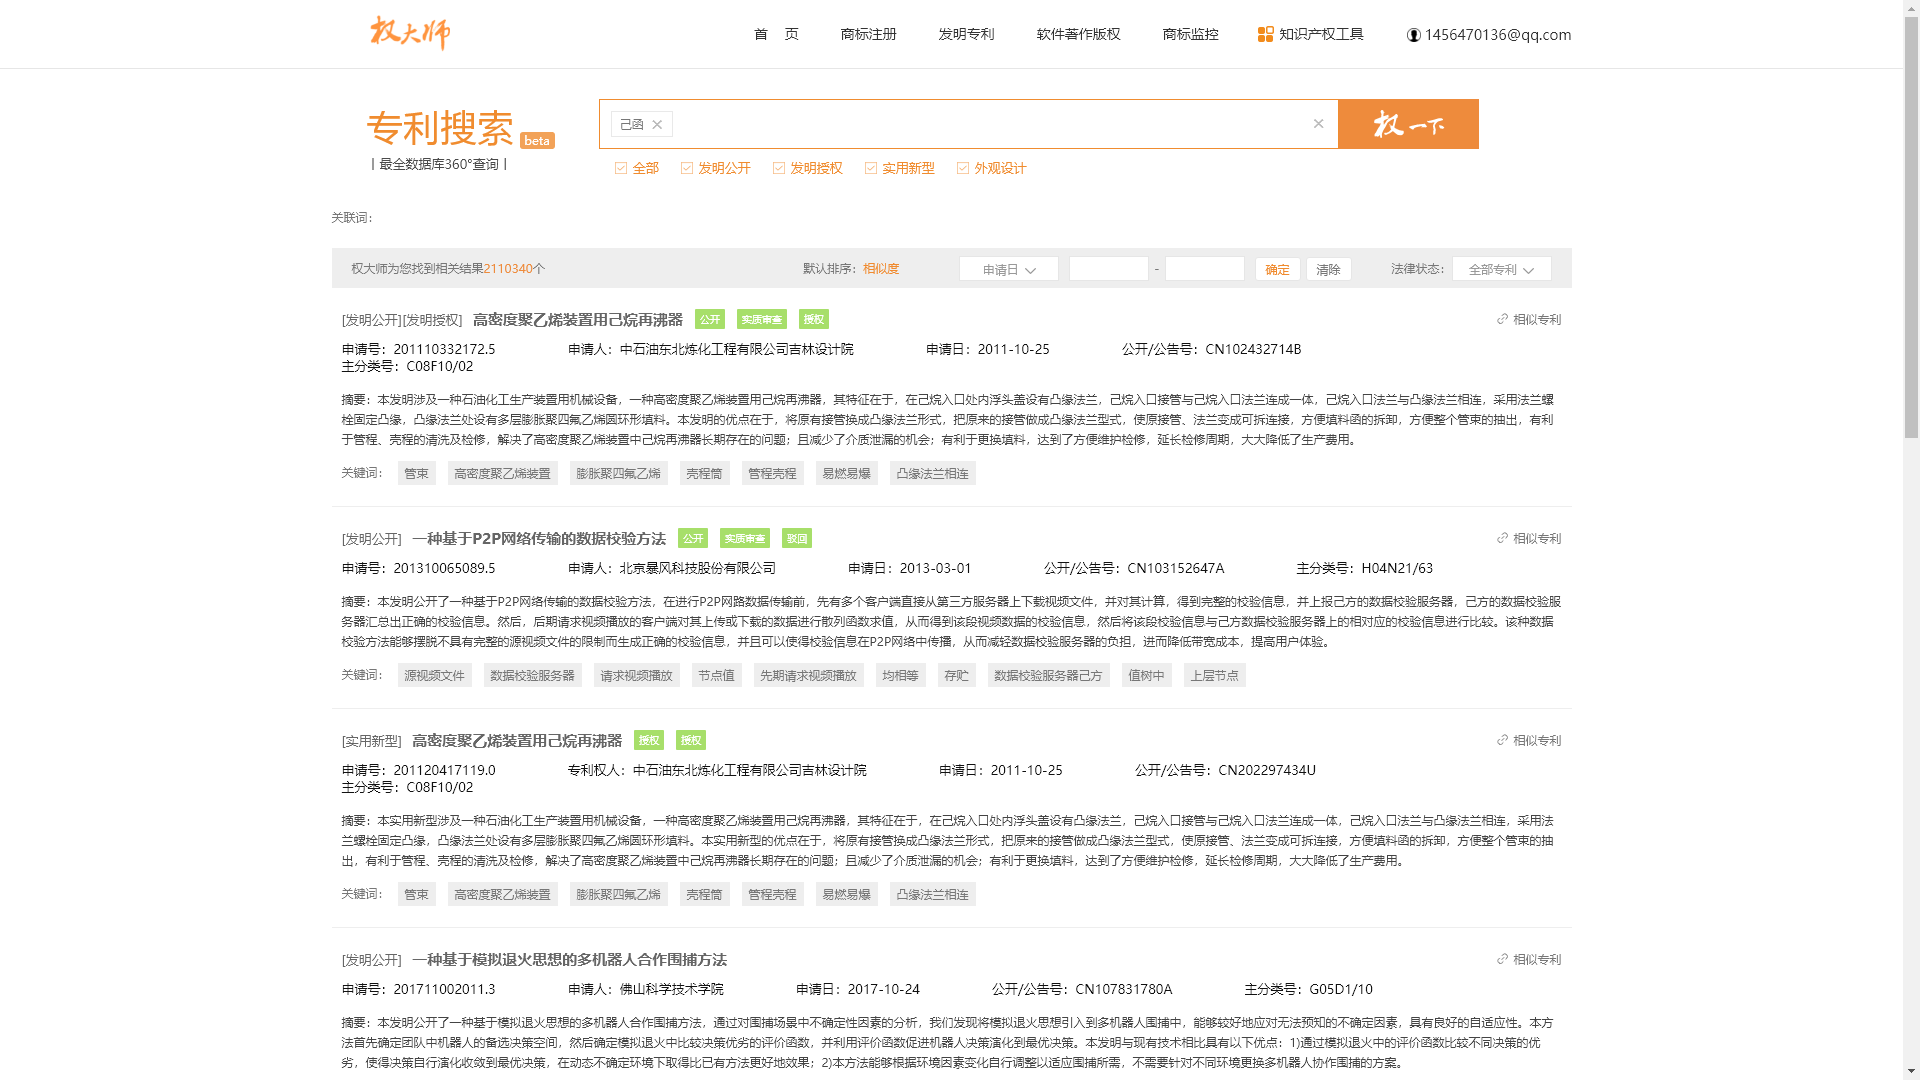 权大师
首 页 商标注册 发明专利 软件著作版权 商标监控 知识产权工具 1456470136@qq.com
专利搜索 beta
|最全数据库360°查询|
己函 × × 权一下
全部 发明公开 发明授权 实用新型 外观设计
关联词：
权大师为您找到相关结果2110340个 默认排序：相似度 申请日 - 确定 清除 法律状态： 全部专利
[发明公开][发明授权] 高密度聚乙烯装置用己烷再沸器 公开 实质审查 授权 相似专利
申请号：201110332172.5 申请人：中石油东北炼化工程有限公司吉林设计院 申请日：2011-10-25 公开/公告号：CN102432714B
主分类号：C08F10/02
摘要：本发明涉及一种石油化工生产装置用机械设备，一种高密度聚乙烯装置用己烷再沸器，其特征在于，在己烷入口处内浮头盖设有凸缘法兰，己烷入口接管与己烷入口法兰连成一体，己烷入口法兰与凸缘法兰相连，采用法兰螺
栓固定凸缘，凸缘法兰处设有多层膨胀聚四氟乙烯圆环形填料。本发明的优点在于，将原有接管换成凸缘法兰形式，把原来的接管做成凸缘法兰型式，使原接管、法兰变成可拆连接，方便填料函的拆卸，方便整个管束的抽出，有利
于管程、壳程的清洗及检修，解决了高密度聚乙烯装置中己烷再沸器长期存在的问题；且减少了介质泄漏的机会；有利于更换填料，达到了方便维护检修，延长检修周期，大大降低了生产费用。
关键词： 管束 高密度聚乙烯装置 膨胀聚四氟乙烯 壳程筒 管程壳程 易燃易爆 凸缘法兰相连
[发明公开] 一种基于P2P网络传输的数据校验方法 公开 实质审查 驳回 相似专利
申请号：201310065089.5 申请人：北京暴风科技股份有限公司 申请日：2013-03-01 公开/公告号：CN103152647A 主分类号：H04N21/63
摘要：本发明公开了一种基于P2P网络传输的数据校验方法，在进行P2P网路数据传输前，先有多个客户端直接从第三方服务器上下载视频文件，并对其计算，得到完整的校验信息，并上报己方的数据校验服务器，己方的数据校验服
务器汇总出正确的校验信息。然后，后期请求视频播放的客户端对其上传或下载的数据进行散列函数求值，从而得到该段视频数据的校验信息，然后将该段校验信息与己方数据校验服务器上的相对应的校验信息进行比较。该种数据
校验方法能够摆脱不具有完整的源视频文件的限制而生成正确的校验信息，并且可以使得校验信息在P2P网络中传播，从而减轻数据校验服务器的负担，进而降低带宽成本，提高用户体验。
关键词： 源视频文件 数据校验服务器 请求视频播放 节点值 先期请求视频播放 均相等 存贮 数据校验服务器己方 值树中 上层节点
[实用新型] 高密度聚乙烯装置用己烷再沸器 授权 授权 相似专利
申请号：201120417119.0 专利权人：中石油东北炼化工程有限公司吉林设计院 申请日：2011-10-25 公开/公告号：CN202297434U
主分类号：C08F10/02
摘要：本实用新型涉及一种石油化工生产装置用机械设备，一种高密度聚乙烯装置用己烷再沸器，其特征在于，在己烷入口处内浮头盖设有凸缘法兰，己烷入口接管与己烷入口法兰连成一体，己烷入口法兰与凸缘法兰相连，采用法
兰螺栓固定凸缘，凸缘法兰处设有多层膨胀聚四氟乙烯圆环形填料。本实用新型的优点在于，将原有接管换成凸缘法兰形式，把原来的接管做成凸缘法兰型式，使原接管、法兰变成可拆连接，方便填料函的拆卸，方便整个管束的抽
出，有利于管程、壳程的清洗及检修，解决了高密度聚乙烯装置中己烷再沸器长期存在的问题；且减少了介质泄漏的机会；有利于更换填料，达到了方便维护检修，延长检修周期，大大降低了生产费用。
关键词： 管束 高密度聚乙烯装置 膨胀聚四氟乙烯 壳程筒 管程壳程 易燃易爆 凸缘法兰相连
[发明公开] 一种基于模拟退火思想的多机器人合作围捕方法 相似专利
申请号：201711002011.3 申请人：佛山科学技术学院 申请日：2017-10-24 公开/公告号：CN107831780A 主分类号：G05D1/10
摘要：本发明公开了一种基于模拟退火思想的多机器人合作围捕方法，通过对围捕场景中不确定性因素的分析，我们发现将模拟退火思想引入到多机器人围捕中，能够较好地应对无法预知的不确定因素，具有良好的自适应性。本方
法首先确定团队中机器人的备选决策空间，然后确定模拟退火中比较决策优劣的评价函数，并利用评价函数促进机器人决策演化到最优决策。本发明与现有技术相比具有以下优点：1)通过模拟退火中的评价函数比较不同决策的优
劣，使得决策自行演化收敛到最优决策，在动态不确定环境下取得比已有方法更好地效果；2)本方法能够根据环境因素变化自行调整以适应围捕所需，不需要针对不同环境更换多机器人协作围捕的方案。